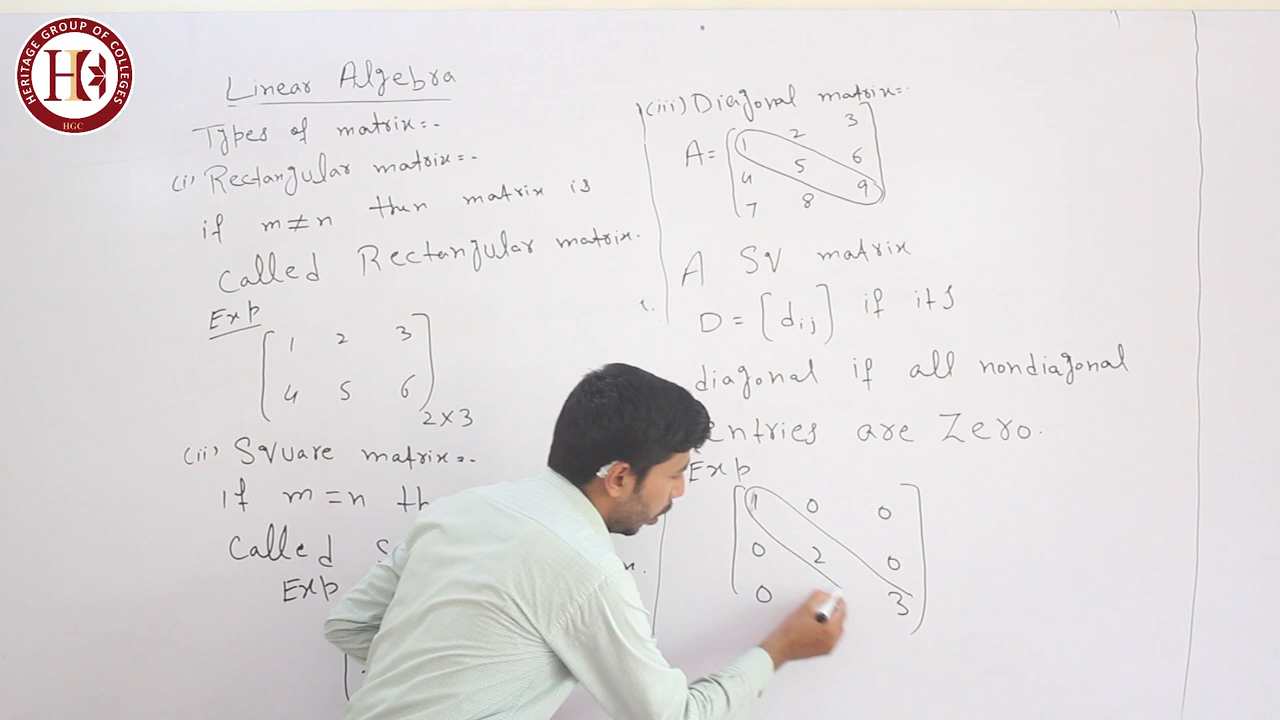 HERITAGE GROUP OF COLLEGES
HGC
Linear Algebra
Types of matrix:-
(i) Rectangular matrix:-
if m≠n then matrix is
called Rectangular matrix.
Exp
1 2 3
4 5 6
2×3
(ii) Square matrix:-
If m=n th
Called S
Exp
(iii) Diagonal matrix:-
A= [1 2 3
4 5 6
7 8 9]
A Sq matrix
D = [dij] if its
diagonal if all nondiagonal
entries are Zero.
Exp
1 0 0
0 2 0
0 3